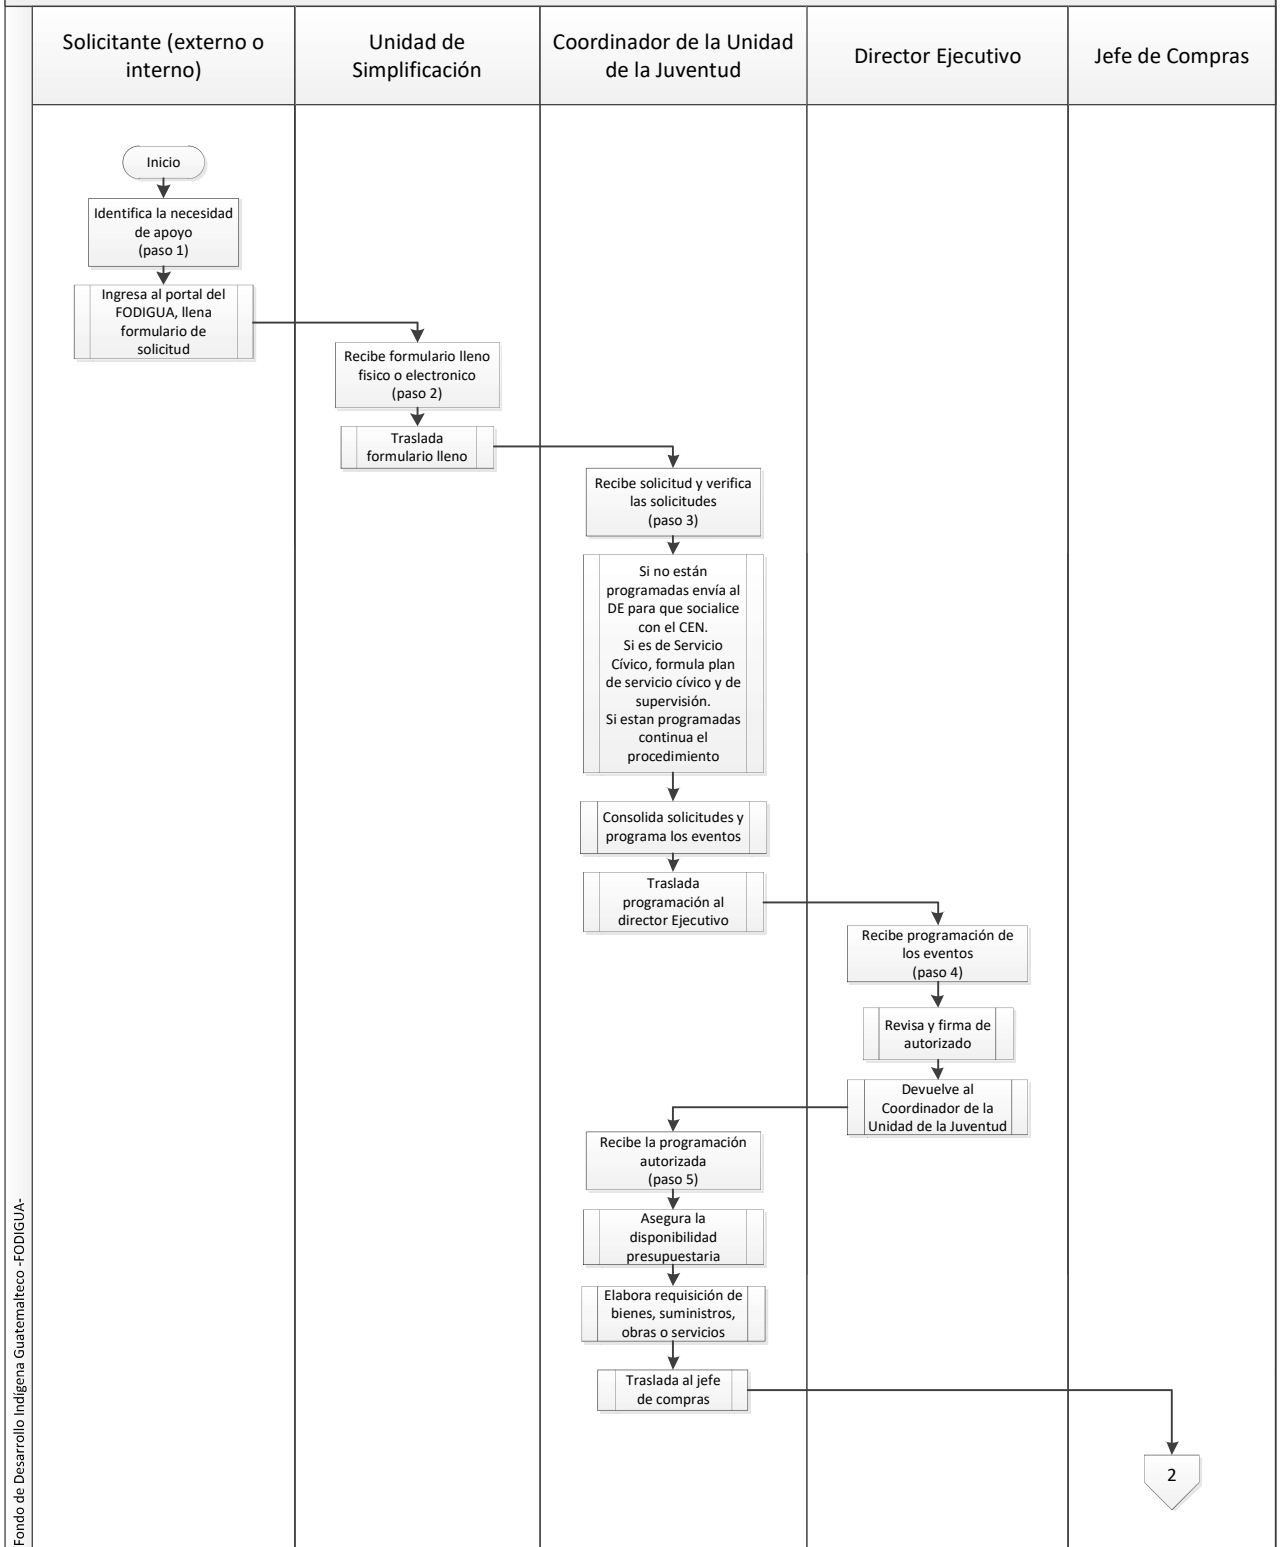 Solicitante (externo o
interno)
Unidad de
Simplificación
Coordinador de la Unidad
de la Juventud
Director Ejecutivo
Jefe de Compras
Inicio
Identifica la necesidad
de apoyo
(paso 1)
Ingresa al portal del
FODIGUA, llena
formulario de
solicitud
Recibe formulario lleno
fisico o electronico
(paso 2)
Traslada
formulario lleno
Recibe solicitud y verifica
las solicitudes
(paso 3)
Si no están
programadas envía al
DE para que socialice
con el CEN.
Si es de Servicio
Cívico, formula plan
de servicio cívico y de
supervisión.
Si estan programadas
continua el
procedimiento
Consolida solicitudes y
programa los eventos
Traslada
programación al
director Ejecutivo
Recibe programación de
los eventos
(paso 4)
Revisa y firma de
autorizado
Devuelve al
Coordinador de la
Unidad de la Juventud
Recibe la programación
autorizada
(paso 5)
Asegura la
disponibilidad
presupuestaria
Elabora requisición de
bienes, suministros,
obras o servicios
Traslada al jefe
de compras
2
Fondo de Desarrollo Indígena Guatemalteco -FODIGUA-